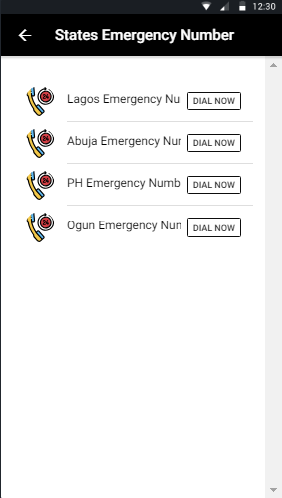 12:30
States Emergency Number
Lagos Emergency Nu
DIAL NOW
Abuja Emergency Nur
DIAL NOW
PH Emergency Numb
DIAL NOW
Ogun Emergency Nun
DIAL NOW